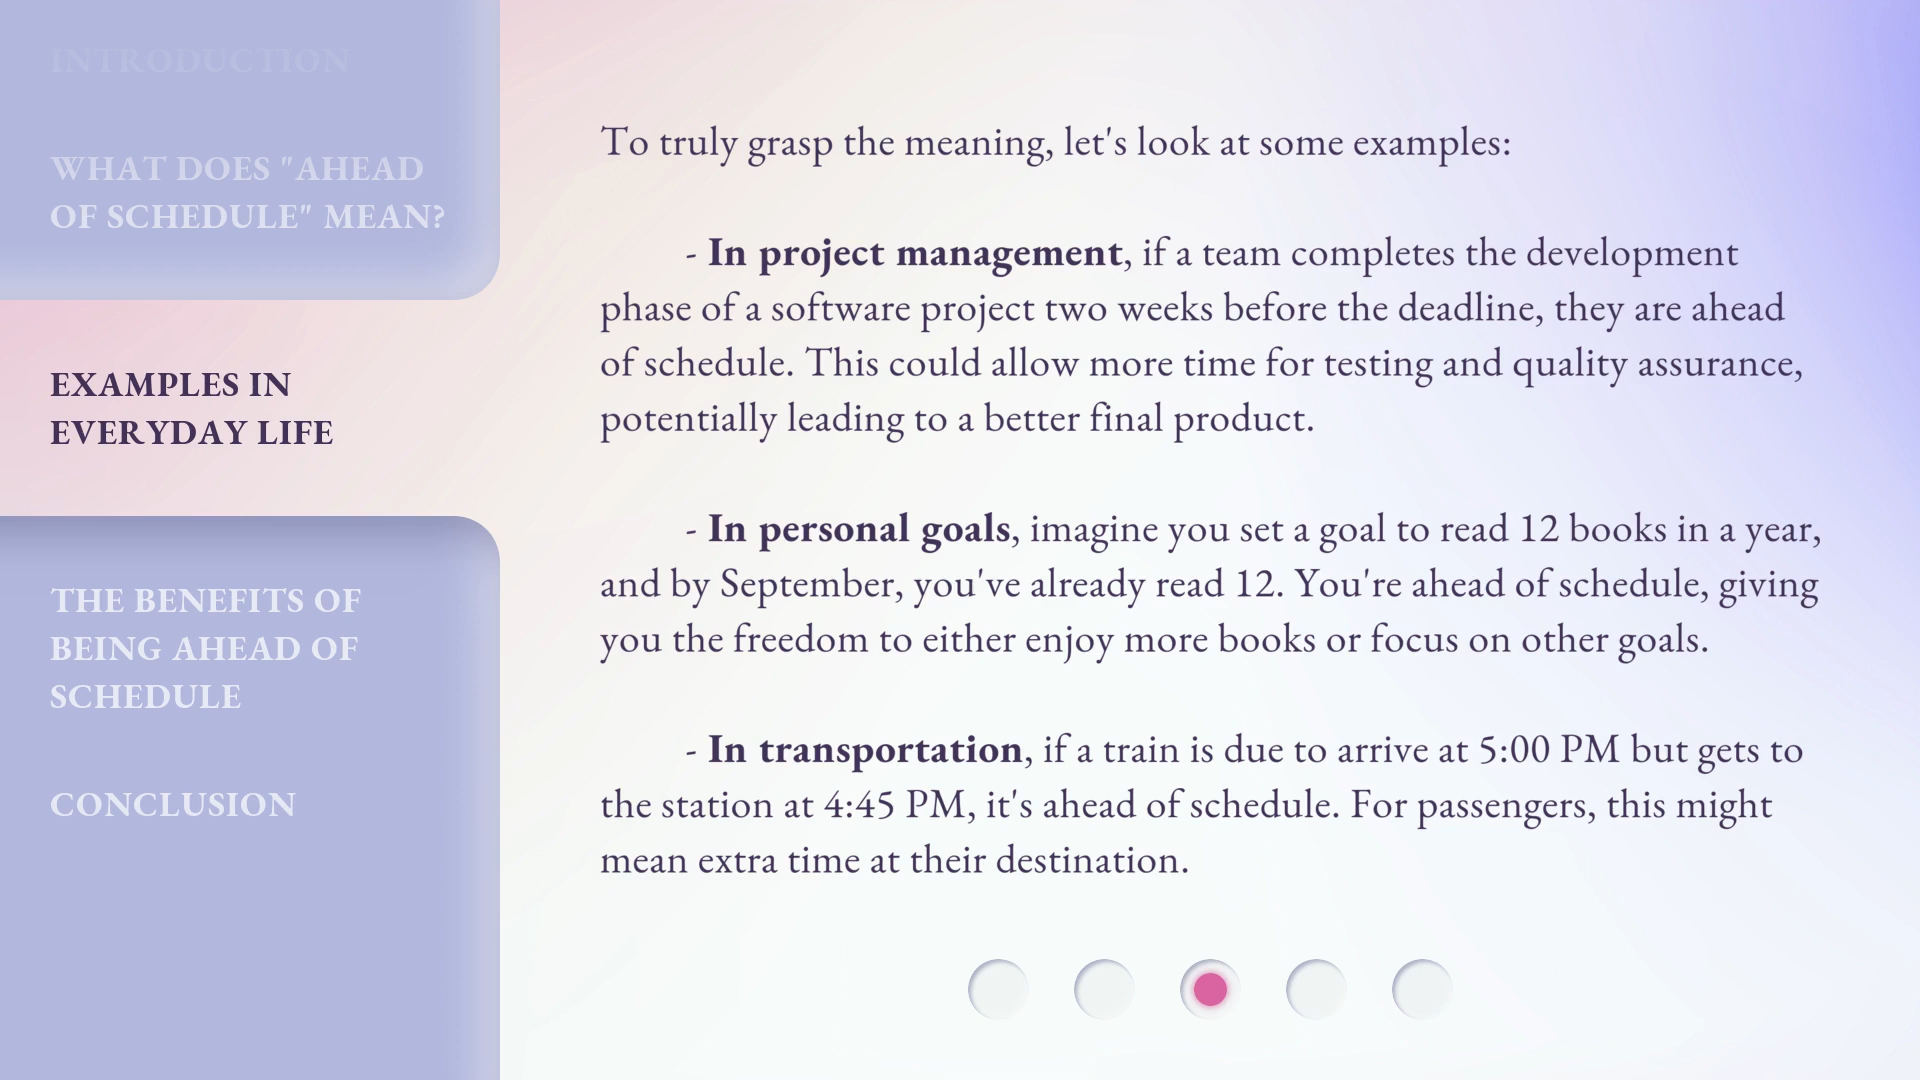 INTRODUCTION
WHAT DOES "AHEAD
OF SCHEDULE" MEAN?
EXAMPLES IN
EVERYDAY LIFE
THE BENEFITS OF
BEING AHEAD OF
SCHEDULE
CONCLUSION
To truly grasp the meaning, let's look at some examples:
- In project management, if a team completes the development
phase of a software project two weeks before the deadline, they are ahead
of schedule. This could allow more time for testing and quality assurance,
potentially leading to a better final product.
- In personal goals, imagine you set a goal to read 12 books in a year,
and by September, you've already read 12. You're ahead of schedule, giving
you the freedom to either enjoy more books or focus on other goals.
- In transportation, if a train is due to arrive at 5:00 PM but gets to
the station at 4:45 PM, it's ahead of schedule. For passengers, this might
mean extra time at their destination.